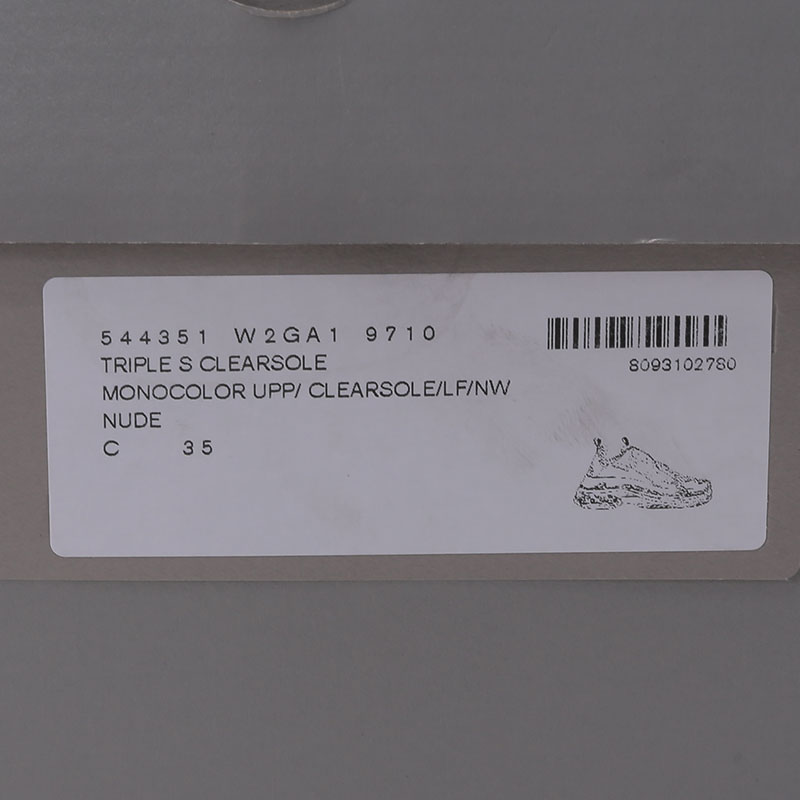 544351 W2GA1 9710
TRIPLE S CLEARSOLE
MONOCOLOR UPP/ CLEARSOLE/LF/NW
NUDE
C 35
8093102780